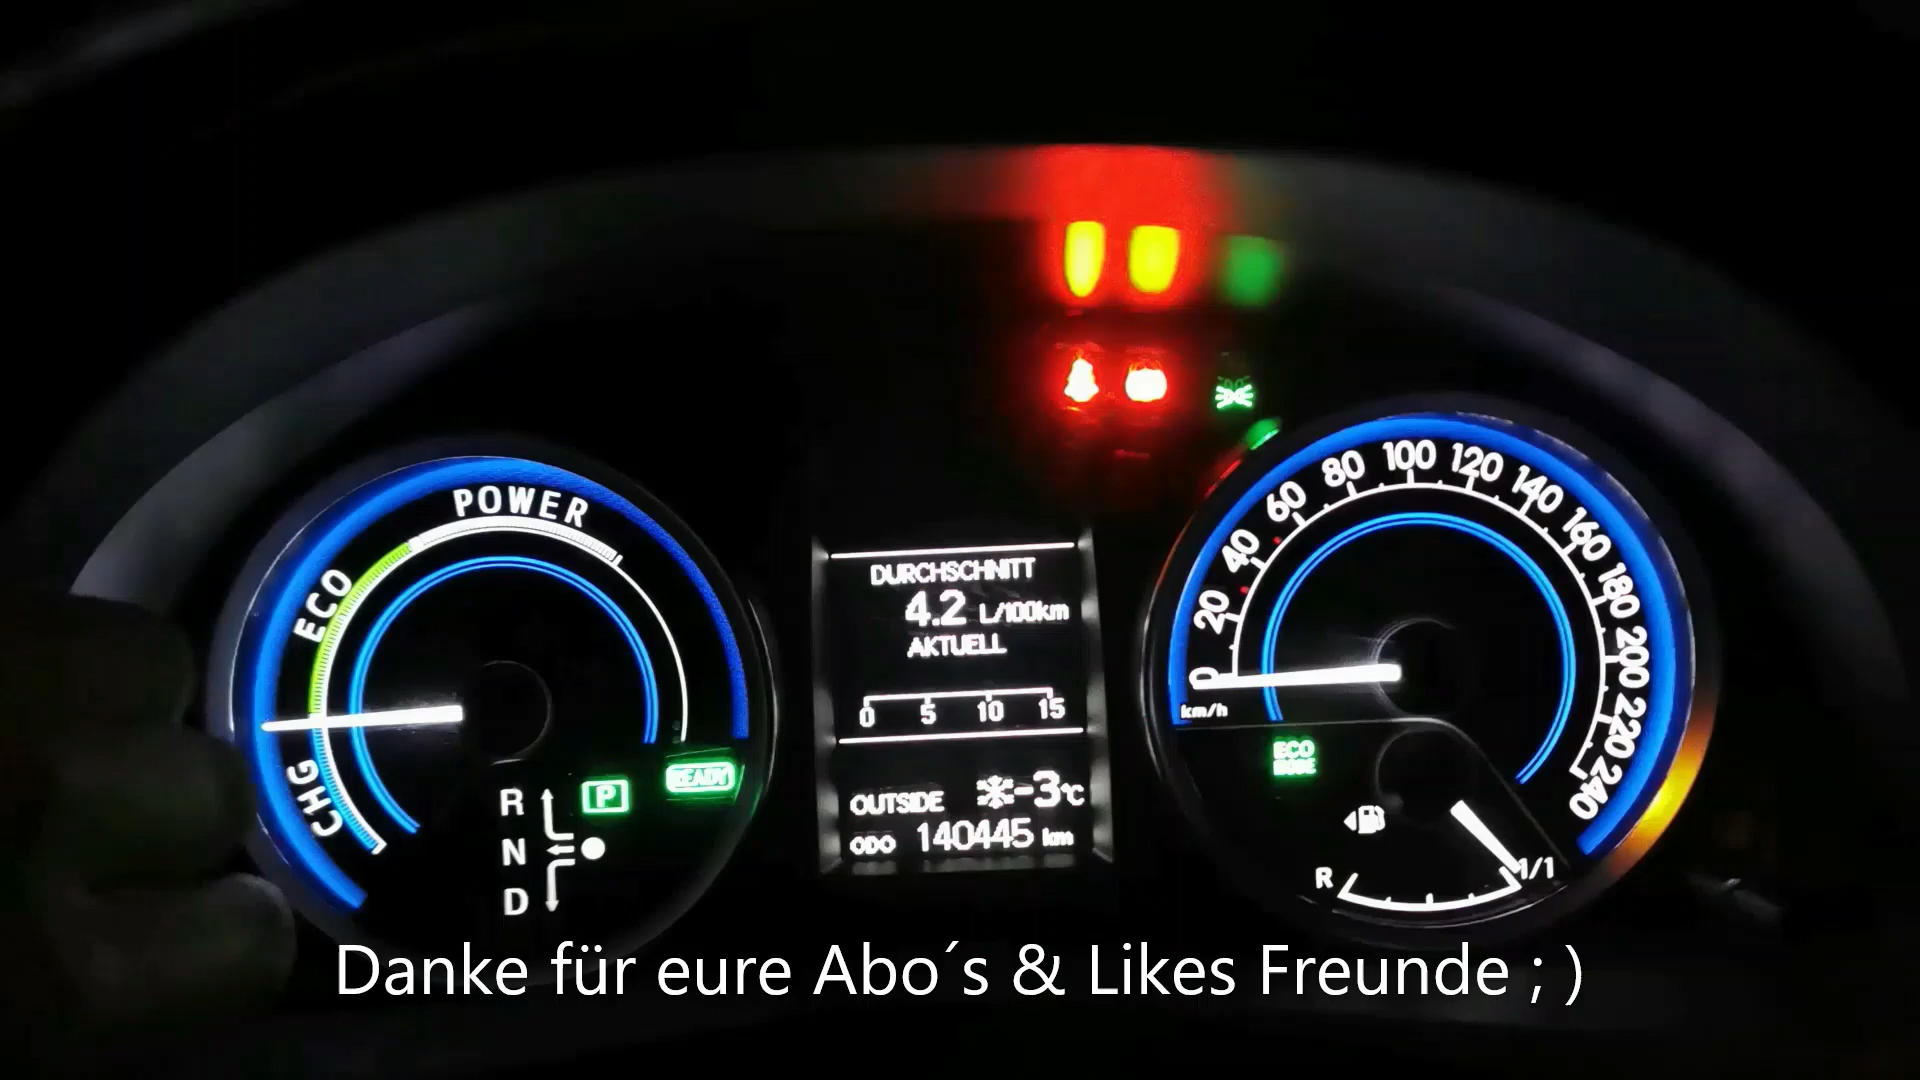 POWER
ECO
CHG
R
N
D
P
READY
DURCHSCHNITT
4.2 L/100km
AKTUELL
0 5 10 15
OUTSIDE -3°C
ODO 140445 km
0 20 40 60 80 100 120 140 160 180 200 220 240
km/h
ECO
MODE
R 1/1
Danke für eure Abo´s & Likes Freunde ; )